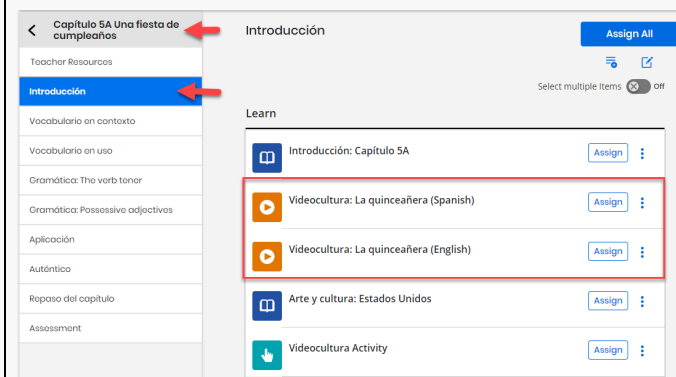 Capítulo 5A Una fiesta de
cumpleaños
Teacher Resources
Introducción
Vocabulario en contexto
Vocabulario en uso
Gramática: The verb tener
Gramática: Possessive adjectives
Aplicación
Auténtico
Repaso del capítulo
Assessment
Introducción
Assign All
Select multiple items Off
Learn
Introducción: Capítulo 5A Assign
Videocultura: La quinceañera (Spanish) Assign
Videocultura: La quinceañera (English) Assign
Arte y cultura: Estados Unidos Assign
Videocultura Activity Assign